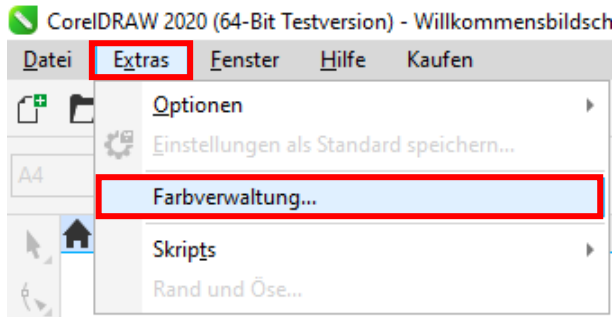 CorelDRAW 2020 (64-Bit Testversion) - Willkommensbildsch
Datei Extras Fenster Hilfe Kaufen
Optionen
Einstellungen als Standard speichern...
A4
Farbverwaltung...
Skripts
Rand und Öse...